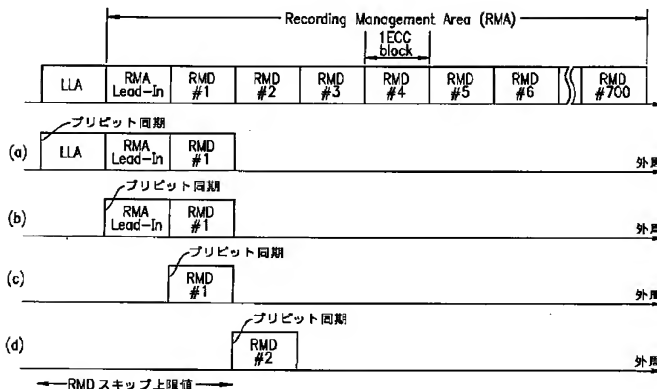 Recording Management Area (RMA)
1ECC
block
LLA
RMA
Lead-In
RMD
#1
RMD
#2
RMD
#3
RMD
#4
RMD
#5
RMD
#6
RMD
#700
プリピット同期
(a)
LLA
RMA
Lead-In
RMD
#1
外周
プリピット同期
(b)
RMA
Lead-In
RMD
#1
外周
プリピット同期
(c)
RMD
#1
外周
プリピット同期
(d)
RMD
#2
外周
RMDスキップ上限値